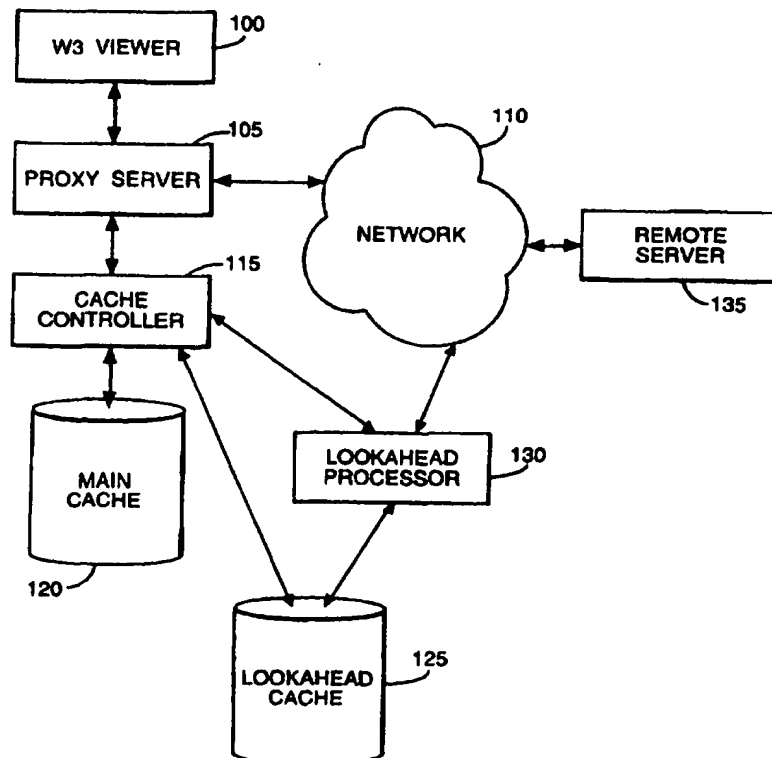 W3 VIEWER
100
PROXY SERVER
105
NETWORK
110
REMOTE
SERVER
135
CACHE
CONTROLLER
115
MAIN
CACHE
120
LOOKAHEAD
PROCESSOR
130
LOOKAHEAD
CACHE
125